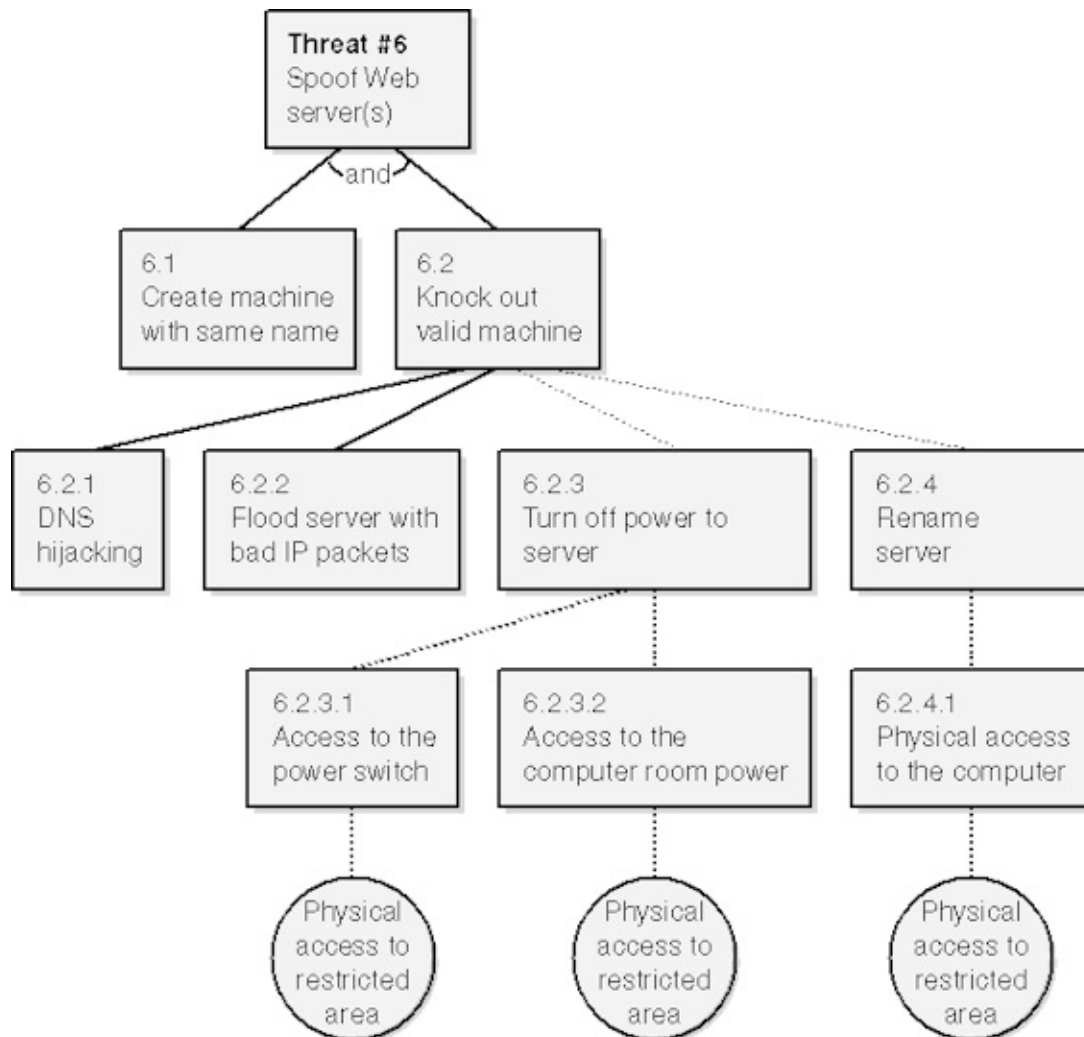 Threat #6
Spoof Web
server(s)
and
6.1
Create machine
with same name
6.2
Knock out
valid machine
6.2.1
DNS
hijacking
6.2.2
Flood server with
bad IP packets
6.2.3
Turn off power to
server
6.2.4
Rename
server
6.2.3.1
Access to the
power switch
6.2.3.2
Access to the
computer room power
6.2.4.1
Physical access
to the computer
Physical
access to
restricted
area
Physical
access to
restricted
area
Physical
access to
restricted
area